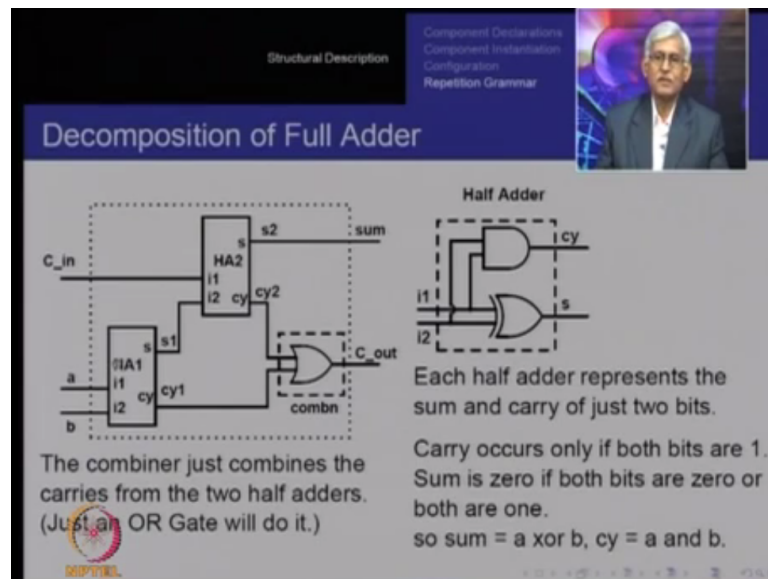 Structural Description
Component Declarations
Component Instantiation
Configuration
Repetition Grammar
Decomposition of Full Adder
C_in
a
b
HA1
i1
i2
s
cy
s1
cy1
HA2
s
i1
i2
cy
s2
cy2
sum
C_out
combn
The combiner just combines the
carries from the two half adders.
(Just an OR Gate will do it.)
Half Adder
i1
i2
cy
s
Each half adder represents the
sum and carry of just two bits.
Carry occurs only if both bits are 1.
Sum is zero if both bits are zero or
both are one.
so sum = a xor b, cy = a and b.
NPTEL